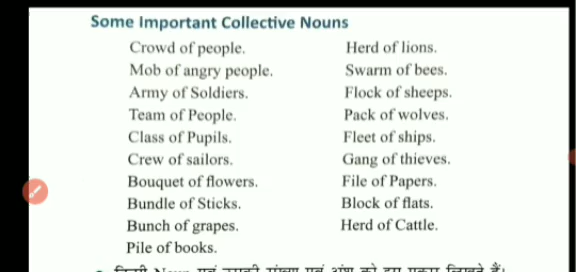 Some Important Collective Nouns
Crowd of people.
Mob of angry people.
Army of Soldiers.
Team of People.
Class of Pupils.
Crew of sailors.
Bouquet of flowers.
Bundle of Sticks.
Bunch of grapes.
Pile of books.
Herd of lions.
Swarm of bees.
Flock of sheeps.
Pack of wolves.
Fleet of ships.
Gang of thieves.
File of Papers.
Block of flats.
Herd of Cattle.